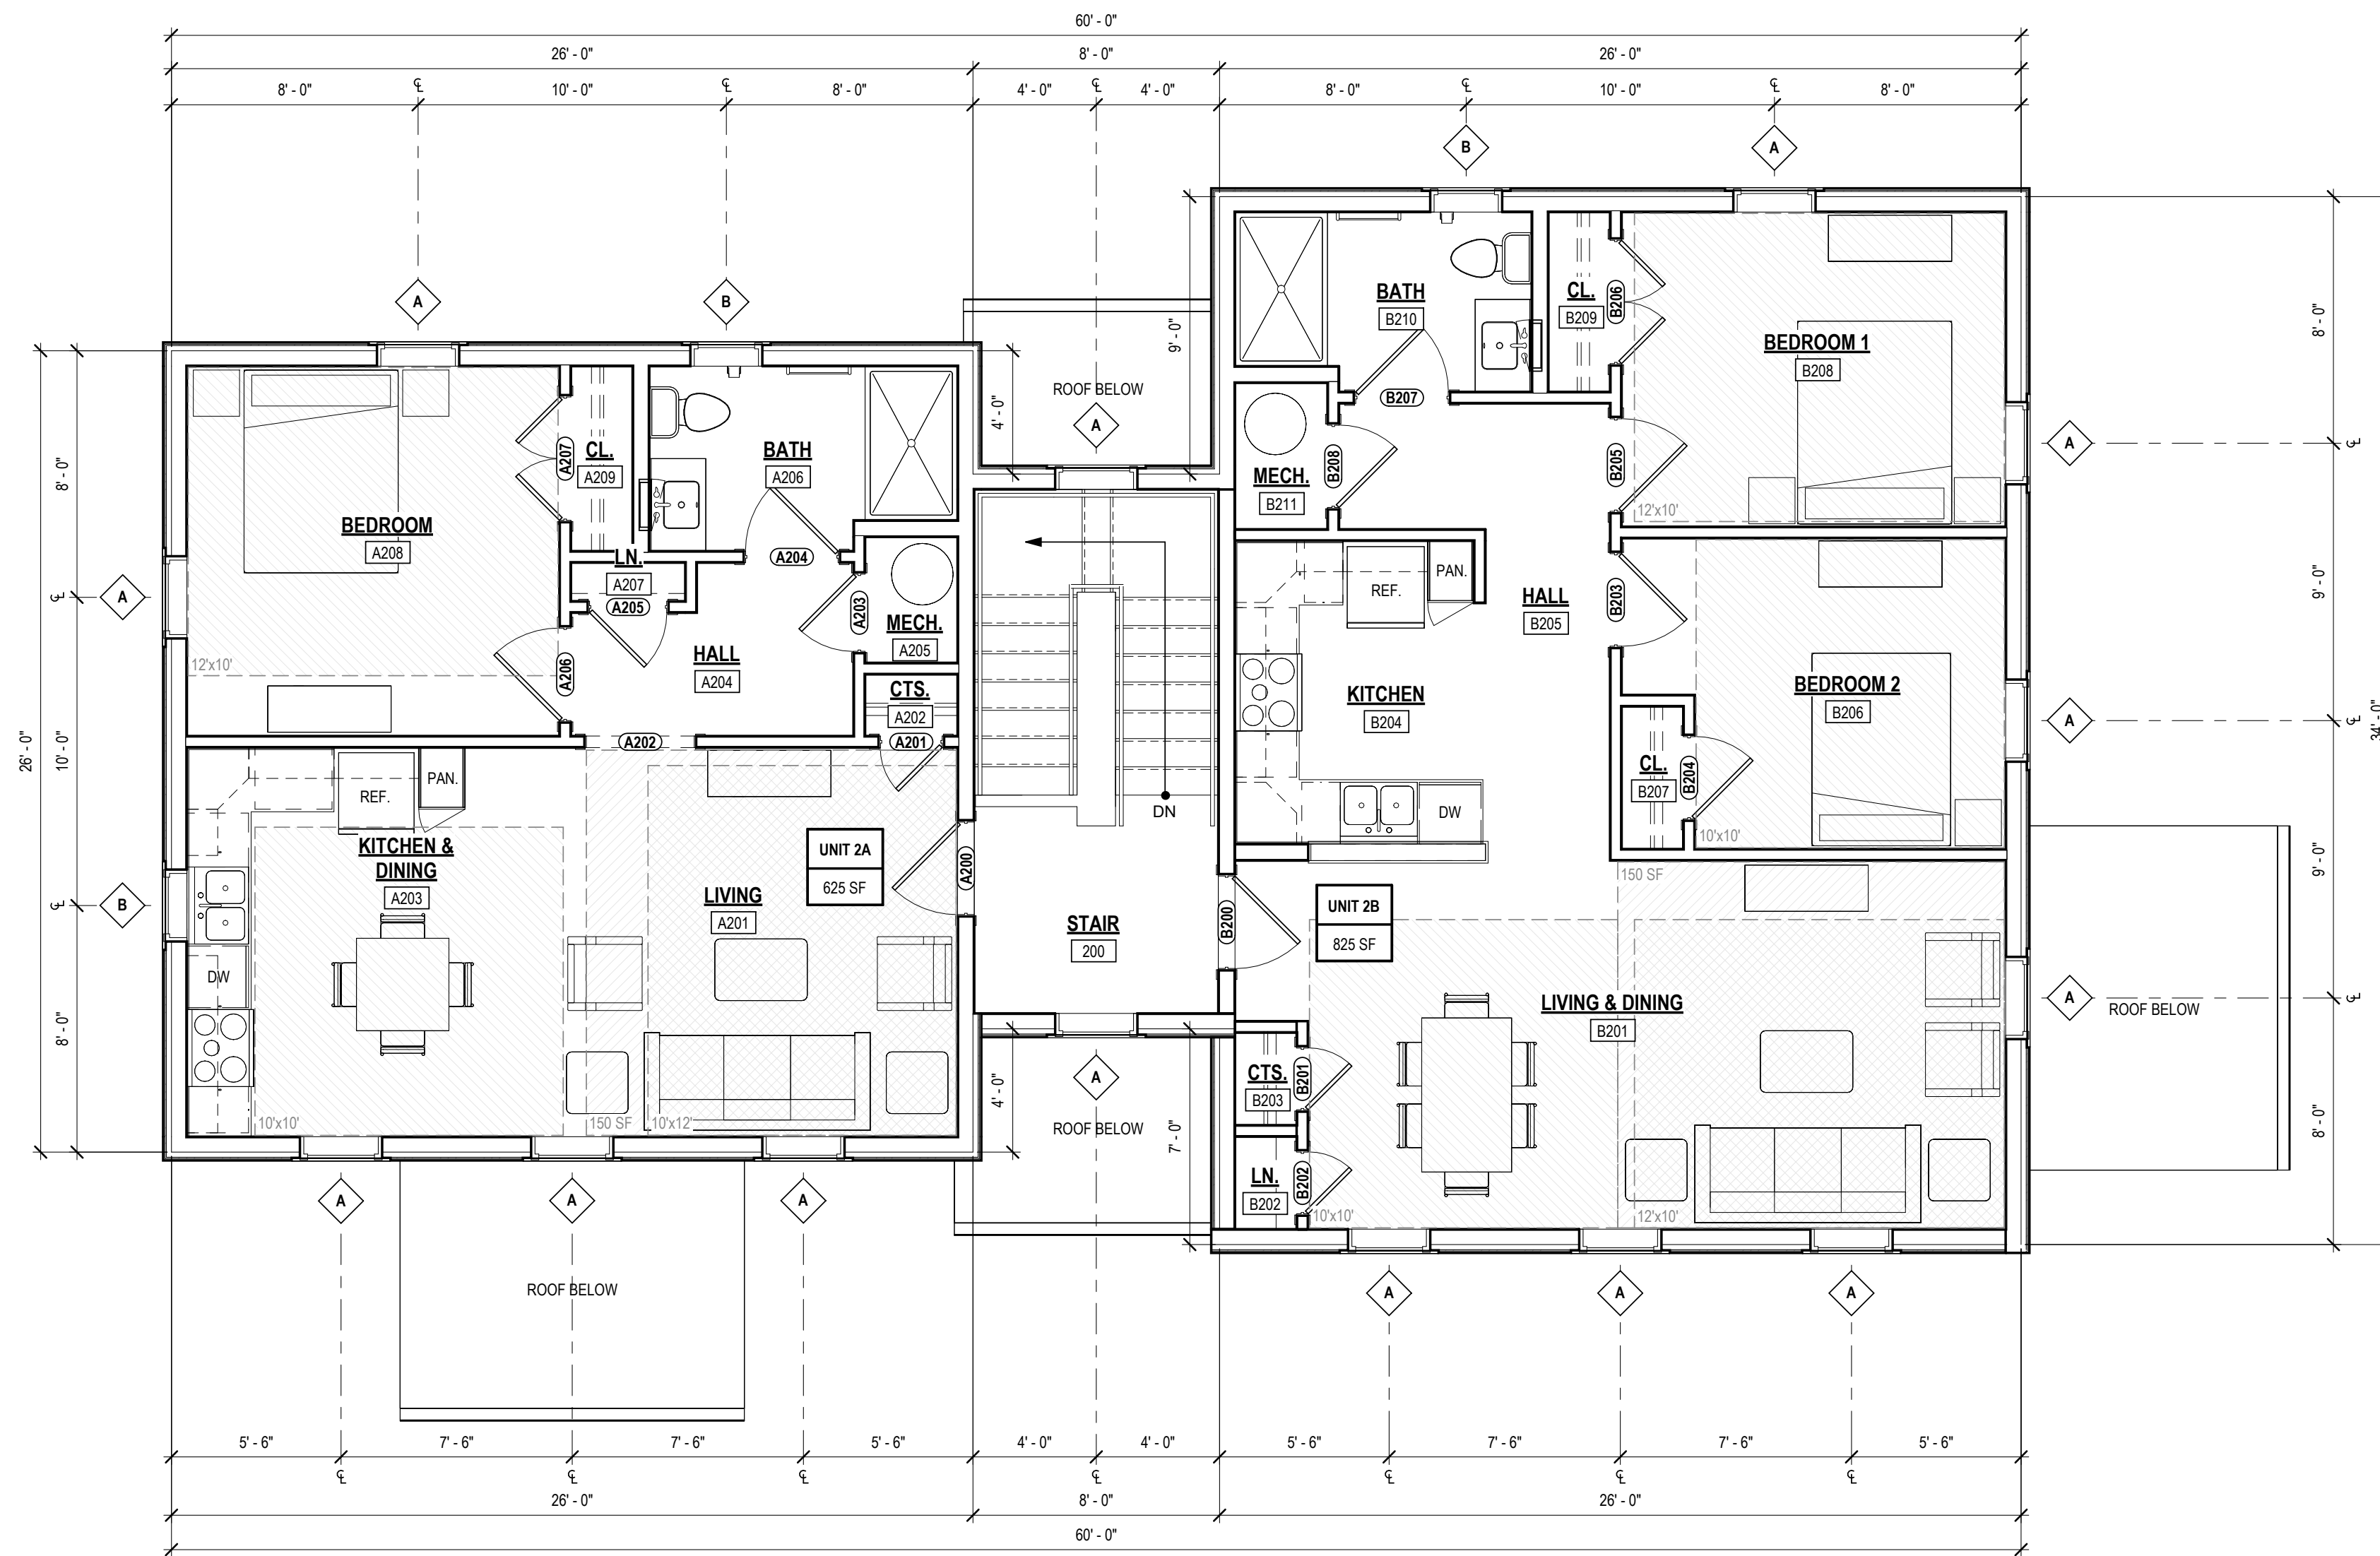 60' - 0"
26' - 0"
8' - 0"
26' - 0"
8' - 0"
℄
10' - 0"
℄
8' - 0"
4' - 0"
℄
4' - 0"
8' - 0"
℄
10' - 0"
℄
8' - 0"
B
A
A
B
9' - 0"
4' - 0"
ROOF BELOW
A
BATH
B210
CL.
B209
B206
BEDROOM 1
B208
12'x10'
B207
MECH.
B211
B208
B205
8' - 0"
A
℄
BEDROOM
A208
12'x10'
A207
CL.
A209
BATH
A206
LN.
A207
A205
A204
A203
MECH.
A205
HALL
A204
A206
CTS.
A202
A201
A202
26' - 0"
8' - 0"
℄
A
10' - 0"
℄
B
8' - 0"
REF.
PAN.
KITCHEN &
DINING
A203
DW
10'x10'
UNIT 2A
625 SF
LIVING
A201
150 SF
10'x12'
A200
DN
STAIR
200
B200
REF.
PAN.
KITCHEN
B204
DW
HALL
B205
B203
BEDROOM 2
B206
CL.
B207
B204
10'x10'
9' - 0"
A
℄
34' - 0"
150 SF
UNIT 2B
825 SF
LIVING & DINING
B201
9' - 0"
A
℄
ROOF BELOW
CTS.
B203
B201
LN.
B202
B202
10'x10'
12'x10'
8' - 0"
4' - 0"
A
ROOF BELOW
7' - 0"
A
A
A
ROOF BELOW
A
A
A
5' - 6"
7' - 6"
7' - 6"
5' - 6"
4' - 0"
4' - 0"
5' - 6"
7' - 6"
7' - 6"
5' - 6"
℄
℄
℄
℄
℄
℄
℄
26' - 0"
8' - 0"
26' - 0"
60' - 0"